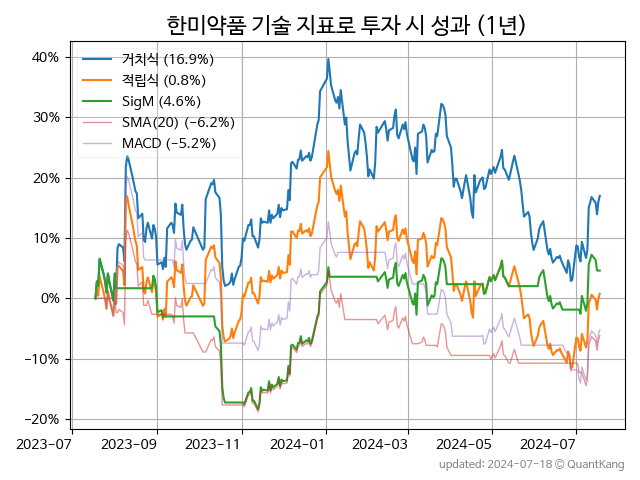 한미약품 기술 지표로 투자 시 성과 (1년)
거치식 (16.9%)
적립식 (0.8%)
SigM (4.6%)
SMA(20) (−6.2%)
MACD (−5.2%)
40%
30%
20%
10%
0%
−10%
−20%
2023-07 2023-09 2023-11 2024-01 2024-03 2024-05 2024-07
updated: 2024-07-18 ⓒ QuantKang